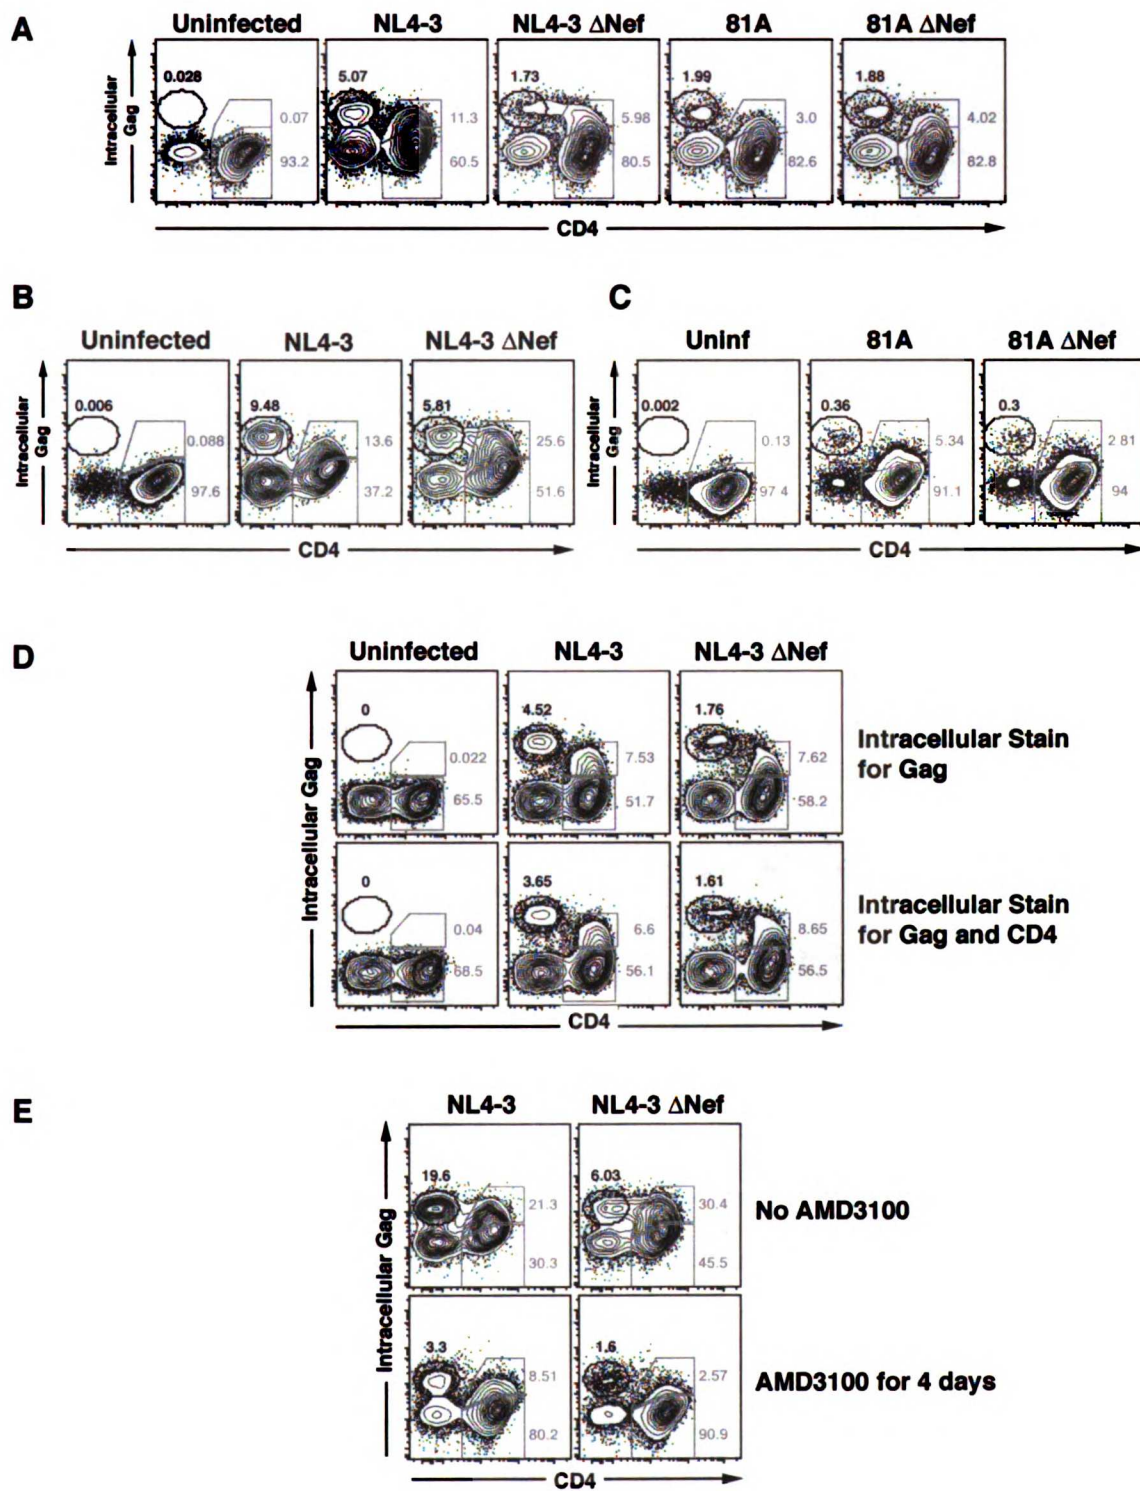 A
Uninfected NL4-3 NL4-3 ΔNef 81A 81A ΔNef
Intracellular Gag
0.028 5.07 1.73 1.99 1.88
0.07 11.3 5.98 3.0 4.02
93.2 60.5 80.5 82.6 82.8
CD4
B
Uninfected NL4-3 NL4-3 ΔNef
Intracellular Gag
0.006 9.48 5.81
0.088 13.6 25.6
97.6 37.2 51.6
CD4
C
Uninf 81A 81A ΔNef
Intracellular Gag
0.002 0.36 0.3
0.13 5.34 2 81
97 4 91.1 94
CD4
D
Uninfected NL4-3 NL4-3 ΔNef
Intracellular Gag
0 4.52 1.76
0.022 7.53 7.62
65.5 51.7 58.2
Intracellular Stain
for Gag
0 3.65 1.61
0.04 6.6 8.65
68.5 56.1 56.5
Intracellular Stain
for Gag and CD4
CD4
E
NL4-3 NL4-3 ΔNef
Intracellular Gag
19.6 6.03
21.3 30.4
30.3 45.5
No AMD3100
3.3 1.6
8.51 2.57
80.2 90.9
AMD3100 for 4 days
CD4